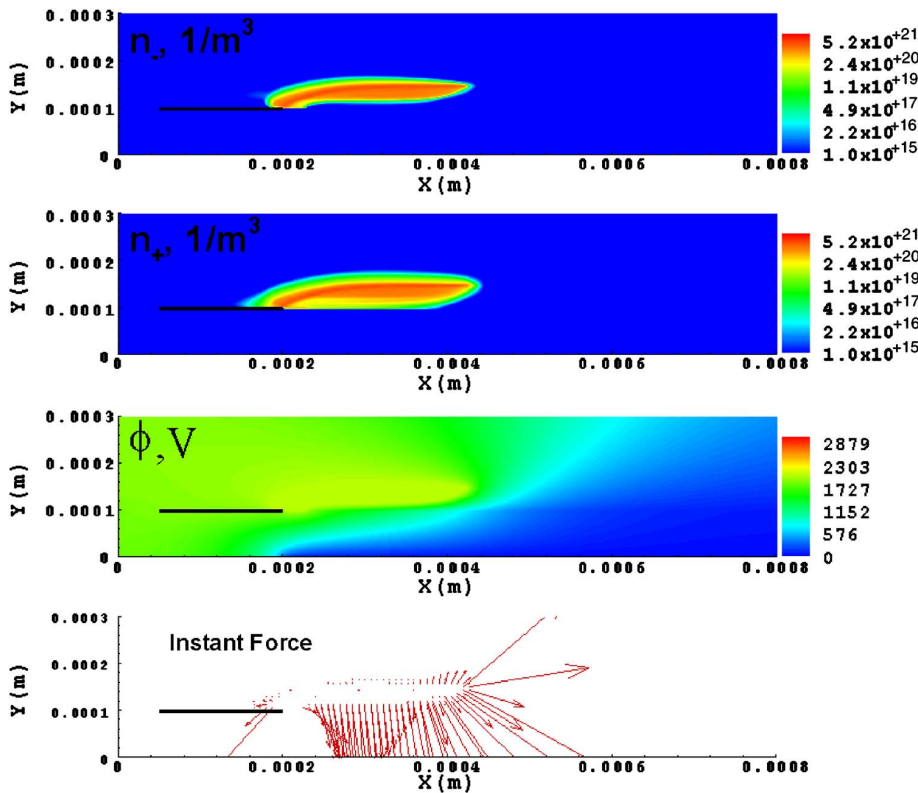 0.0003
0.0002
0.0001
0
Y(m)
n-, 1/m³
0 0.0002 0.0004 0.0006 0.0008
X(m)
5.2x10+21
2.4x10+20
1.1x10+19
4.9x10+17
2.2x10+16
1.0x10+15
0.0003
0.0002
0.0001
0
Y(m)
n+, 1/m³
0 0.0002 0.0004 0.0006 0.0008
X(m)
5.2x10+21
2.4x10+20
1.1x10+19
4.9x10+17
2.2x10+16
1.0x10+15
0.0003
0.0002
0.0001
0
Y(m)
ϕ, V
0 0.0002 0.0004 0.0006 0.0008
X(m)
2879
2303
1727
1152
576
0
0.0003
0.0002
0.0001
0
Y(m)
Instant Force
0 0.0002 0.0004 0.0006 0.0008
X(m)